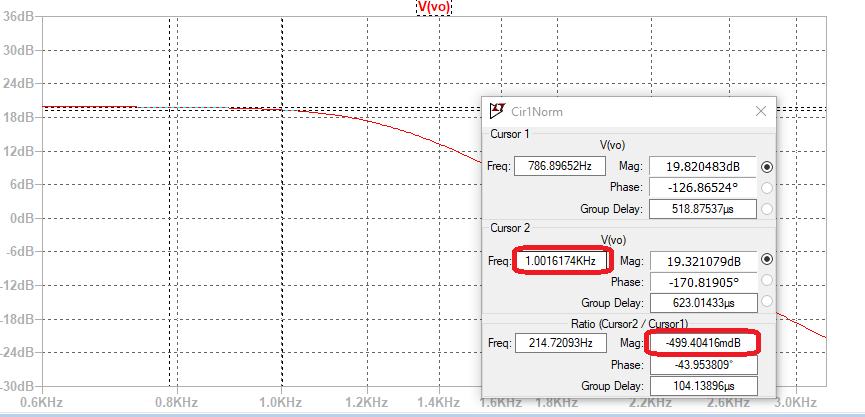 V(vo)
36dB
30dB
24dB
18dB
12dB
6dB
0dB
-6dB
-12dB
-18dB
-24dB
-30dB
0.6KHz 0.8KHz 1.0KHz 1.2KHz 1.4KHz 1.6KHz 1.8KHz 2.2KHz 2.6KHz 3.0KHz
Cir1Norm
Cursor 1
V(vo)
Freq: 786.89652Hz Mag: 19.820483dB
Phase: -126.86524°
Group Delay: 518.87537µs
Cursor 2
V(vo)
Freq: 1.0016174KHz Mag: 19.321079dB
Phase: -170.81905°
Group Delay: 623.01433µs
Ratio (Cursor2 / Cursor1)
Freq: 214.72093Hz Mag: -499.40416mdB
Phase: -43.953809°
Group Delay: 104.13896µs